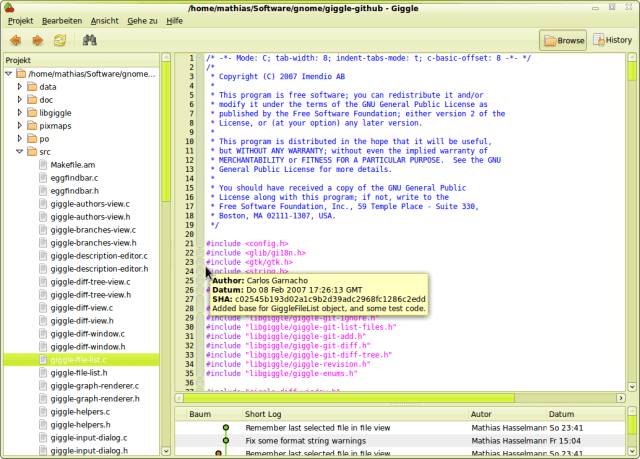 /home/mathias/Software/gnome/giggle-github - Giggle
Projekt Bearbeiten Ansicht Gehe zu Hilfe
Browse History
Projekt
/home/mathias/Software/gnome...
data
doc
libgiggle
pixmaps
po
src
Makefile.am
eggfindbar.c
eggfindbar.h
giggle-authors-view.c
giggle-authors-view.h
giggle-branches-view.c
giggle-branches-view.h
giggle-description-editor.c
giggle-description-editor.h
giggle-diff-tree-view.c
giggle-diff-tree-view.h
giggle-diff-view.c
giggle-diff-view.h
giggle-diff-window.c
giggle-diff-window.h
giggle-file-list.c
giggle-file-list.h
giggle-graph-renderer.c
giggle-graph-renderer.h
giggle-helpers.c
giggle-helpers.h
giggle-input-dialog.c
giggle-input-dialog.h
1 /* -*- Mode: C; tab-width: 8; indent-tabs-mode: t; c-basic-offset: 8 -*- */
2 /*
3 * Copyright (C) 2007 Imendio AB
4 *
5 * This program is free software; you can redistribute it and/or
6 * modify it under the terms of the GNU General Public License as
7 * published by the Free Software Foundation; either version 2 of the
8 * License, or (at your option) any later version.
9 *
10 * This program is distributed in the hope that it will be useful,
11 * but WITHOUT ANY WARRANTY; without even the implied warranty of
12 * MERCHANTABILITY or FITNESS FOR A PARTICULAR PURPOSE.  See the GNU
13 * General Public License for more details.
14 *
15 * You should have received a copy of the GNU General Public
16 * License along with this program; if not, write to the
17 * Free Software Foundation, Inc., 59 Temple Place - Suite 330,
18 * Boston, MA 02111-1307, USA.
19 */
20
21 #include <config.h>
22 #include <glib/gi18n.h>
23 #include <gtk/gtk.h>
24 #include <string.h>
25
26
27
28
Author: Carlos Garnacho
Datum: Do 08 Feb 2007 17:26:13 GMT
SHA: c02545b193d02a1c9b2d39adc2968fc1286c2edd
Added base for GiggleFileList object, and some test code.
29 #include "libgiggle/giggle-git-ignore.h"
30 #include "libgiggle/giggle-git-list-files.h"
31 #include "libgiggle/giggle-git-add.h"
32 #include "libgiggle/giggle-git-diff.h"
33 #include "libgiggle/giggle-git-diff-tree.h"
34 #include "libgiggle/giggle-revision.h"
35 #include "libgiggle/giggle-enums.h"
36
37 #include "giggle-diff-window.h"
Baum Short Log Autor Datum
Remember last selected file in file view Mathias Hasselmann So 23:41
Fix some format string warnings Mathias Hasselmann Fr 15:04
Remember last selected file in file view Mathias Hasselmann So 23:41